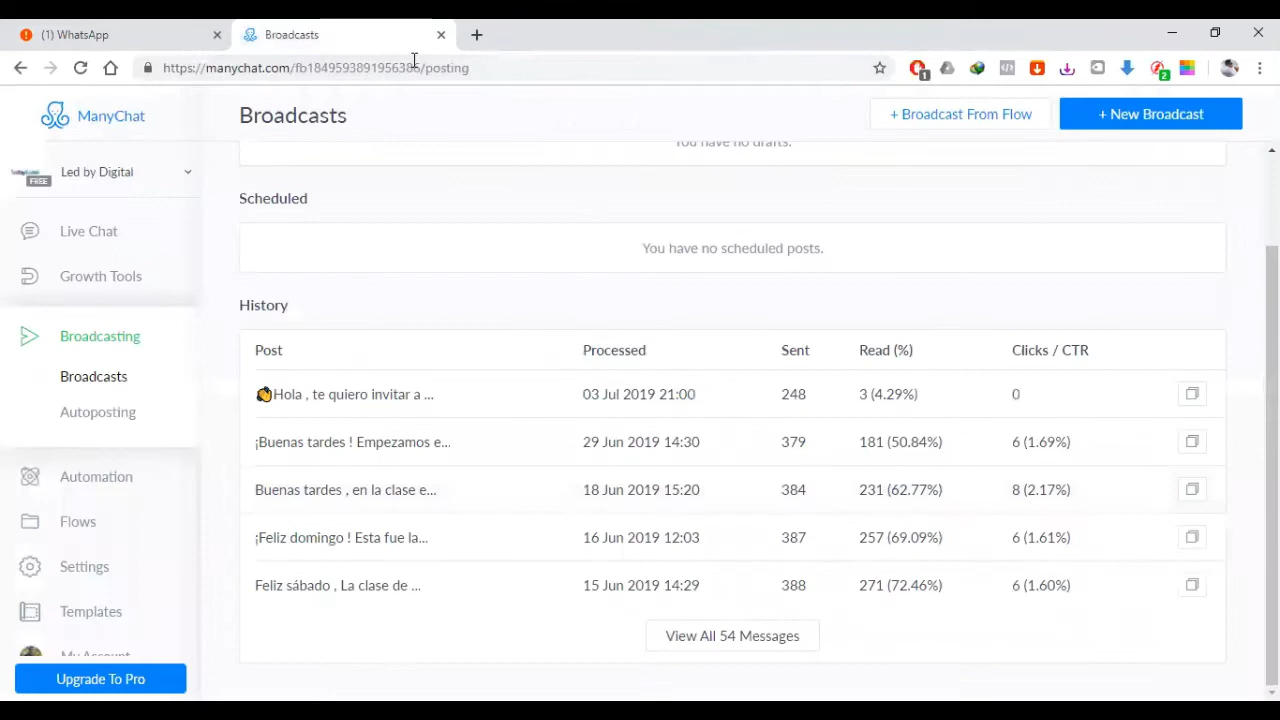 (1) WhatsApp
Broadcasts
https://manychat.com/fb1849593891956386/posting
1
2
ManyChat
Broadcasts
+ Broadcast From Flow
+ New Broadcast
You have no drafts.
FREE
Led by Digital
Scheduled
Live Chat
You have no scheduled posts.
Growth Tools
History
Broadcasting
Post Processed Sent Read (%) Clicks / CTR
Broadcasts
Hola , te quiero invitar a ... 03 Jul 2019 21:00 248 3 (4.29%) 0
Autoposting
¡Buenas tardes ! Empezamos e... 29 Jun 2019 14:30 379 181 (50.84%) 6 (1.69%)
Automation
Buenas tardes , en la clase e... 18 Jun 2019 15:20 384 231 (62.77%) 8 (2.17%)
Flows
¡Feliz domingo ! Esta fue la... 16 Jun 2019 12:03 387 257 (69.09%) 6 (1.61%)
Settings
Feliz sábado , La clase de ... 15 Jun 2019 14:29 388 271 (72.46%) 6 (1.60%)
Templates
View All 54 Messages
My Account
Upgrade To Pro